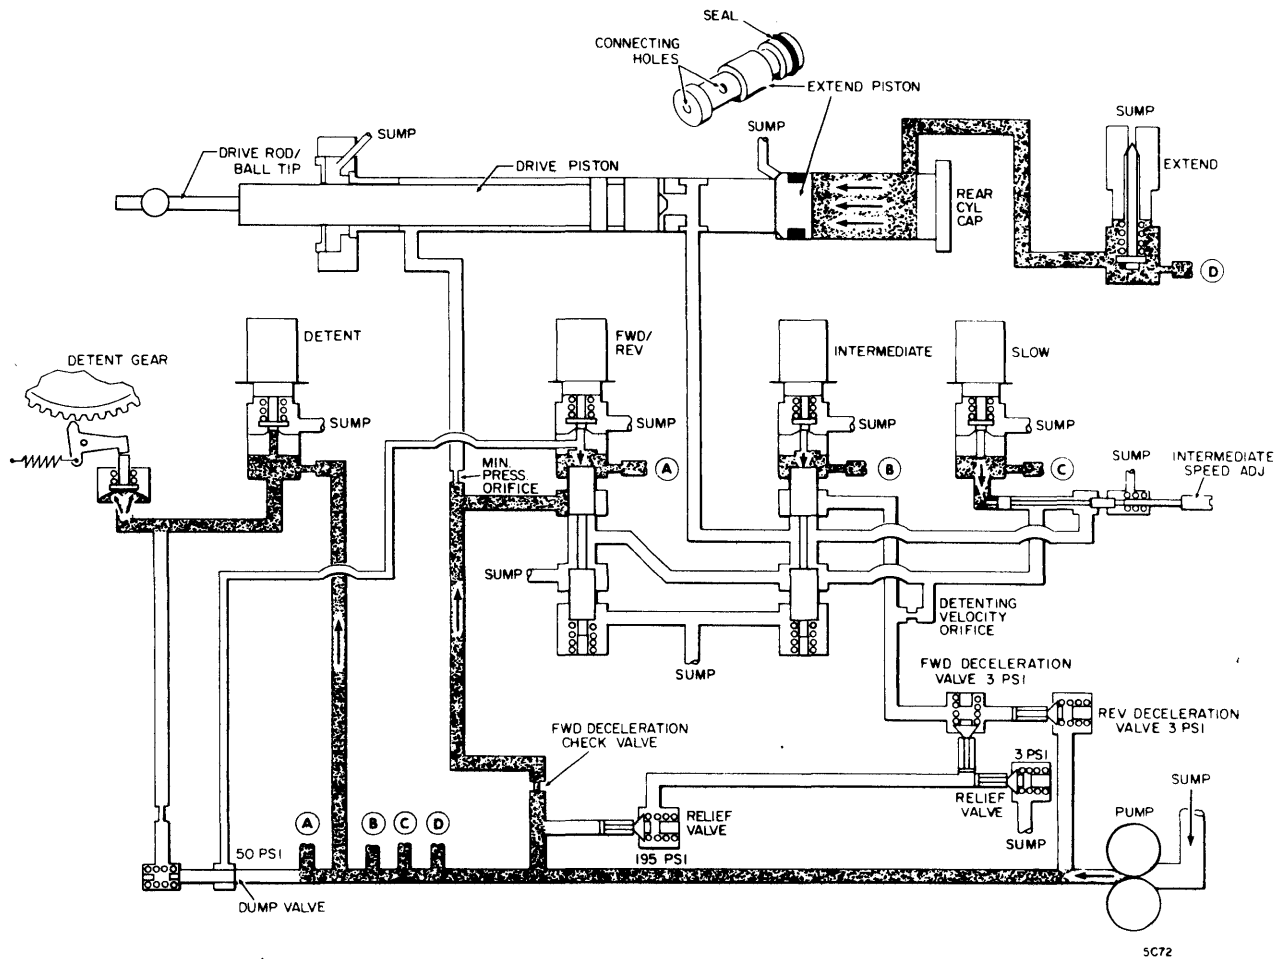 SEAL
CONNECTING
HOLES
EXTEND PISTON
SUMP
SUMP
SUMP
EXTEND
DRIVE ROD/
BALL TIP
DRIVE PISTON
REAR
CYL
CAP
D
DETENT
FWD/
REV
INTERMEDIATE
SLOW
DETENT GEAR
SUMP
SUMP
SUMP
SUMP
SUMP
INTERMEDIATE
SPEED ADJ
A
B
C
MIN.
PRESS
ORIFICE
SUMP
DETENTING
VELOCITY
ORIFICE
SUMP
FWD DECELERATION
VALVE 3 PSI
REV DECELERATION
VALVE 3 PSI
FWD DECELERATION
CHECK VALVE
3 PSI
RELIEF
VALVE
SUMP
SUMP
PUMP
RELIEF
VALVE
195 PSI
A
B
C
D
50 PSI
DUMP VALVE
5C72